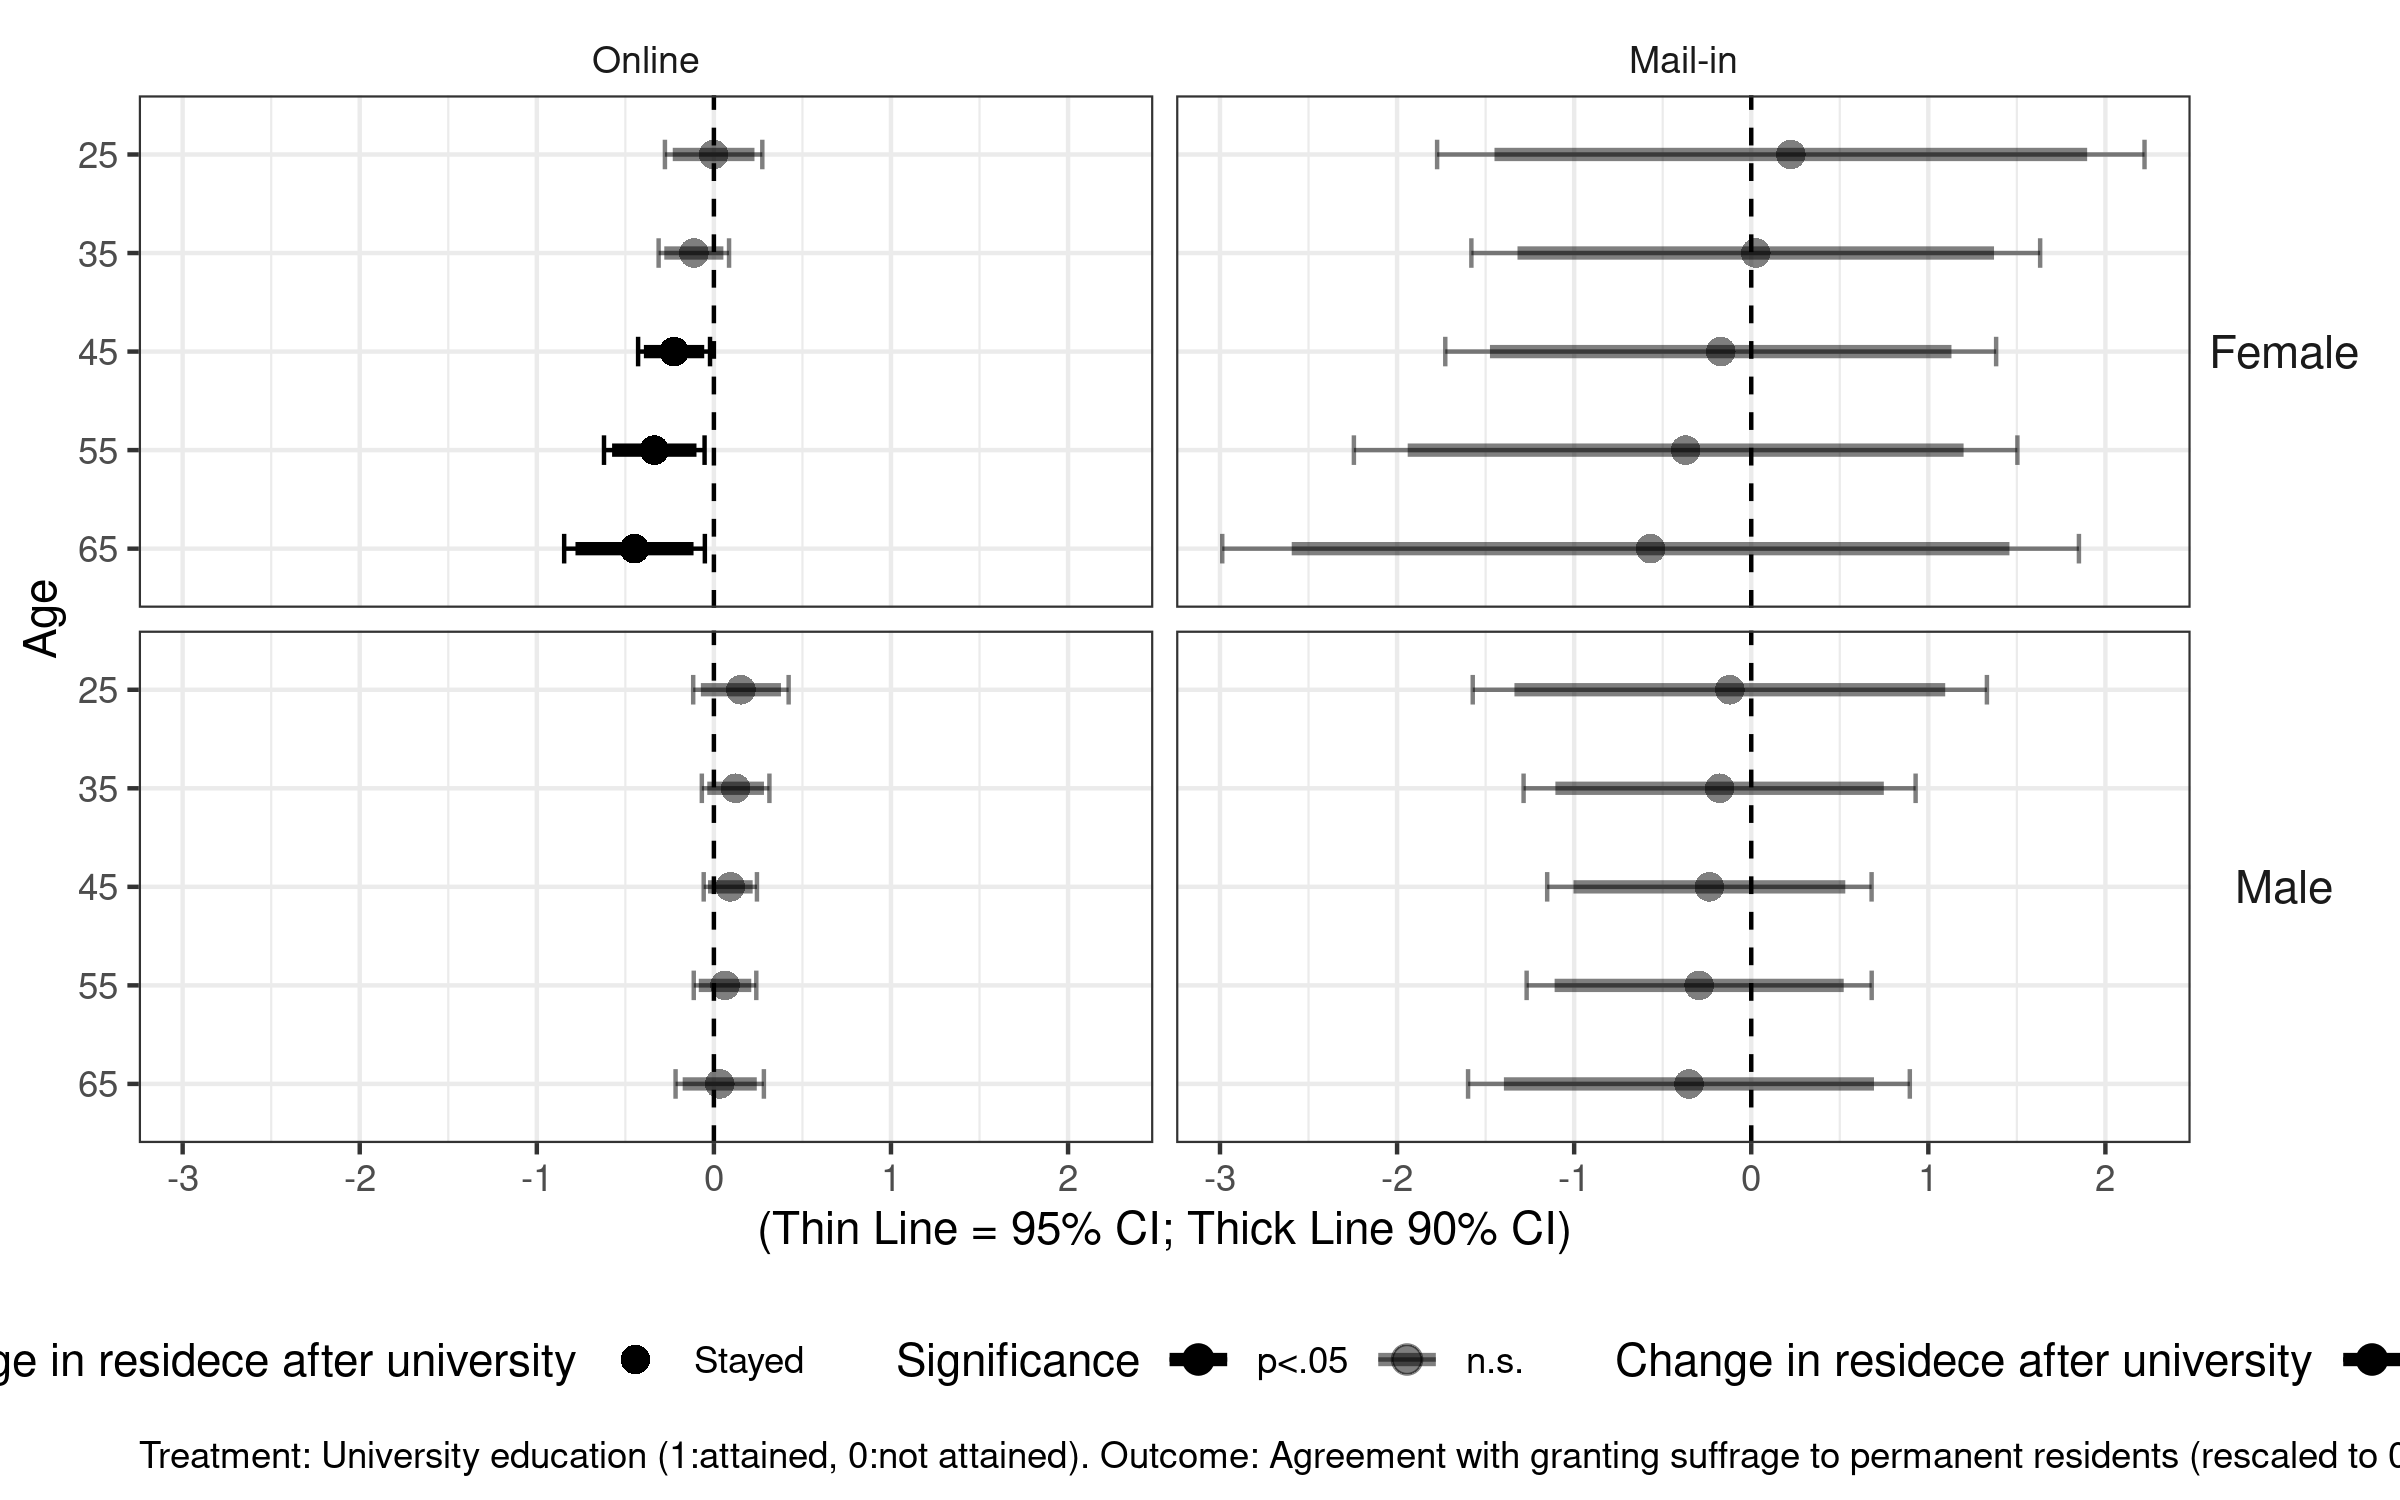 Online Mail-in
25
35
45
55
65
Female
Age
25
35
45
55
65
Male
-3 -2 -1 0 1 2 -3 -2 -1 0 1 2
(Thin Line = 95% CI; Thick Line 90% CI)
ge in residece after university Stayed Significance p<.05 n.s. Change in residece after university
Treatment: University education (1:attained, 0:not attained). Outcome: Agreement with granting suffrage to permanent residents (rescaled to 0